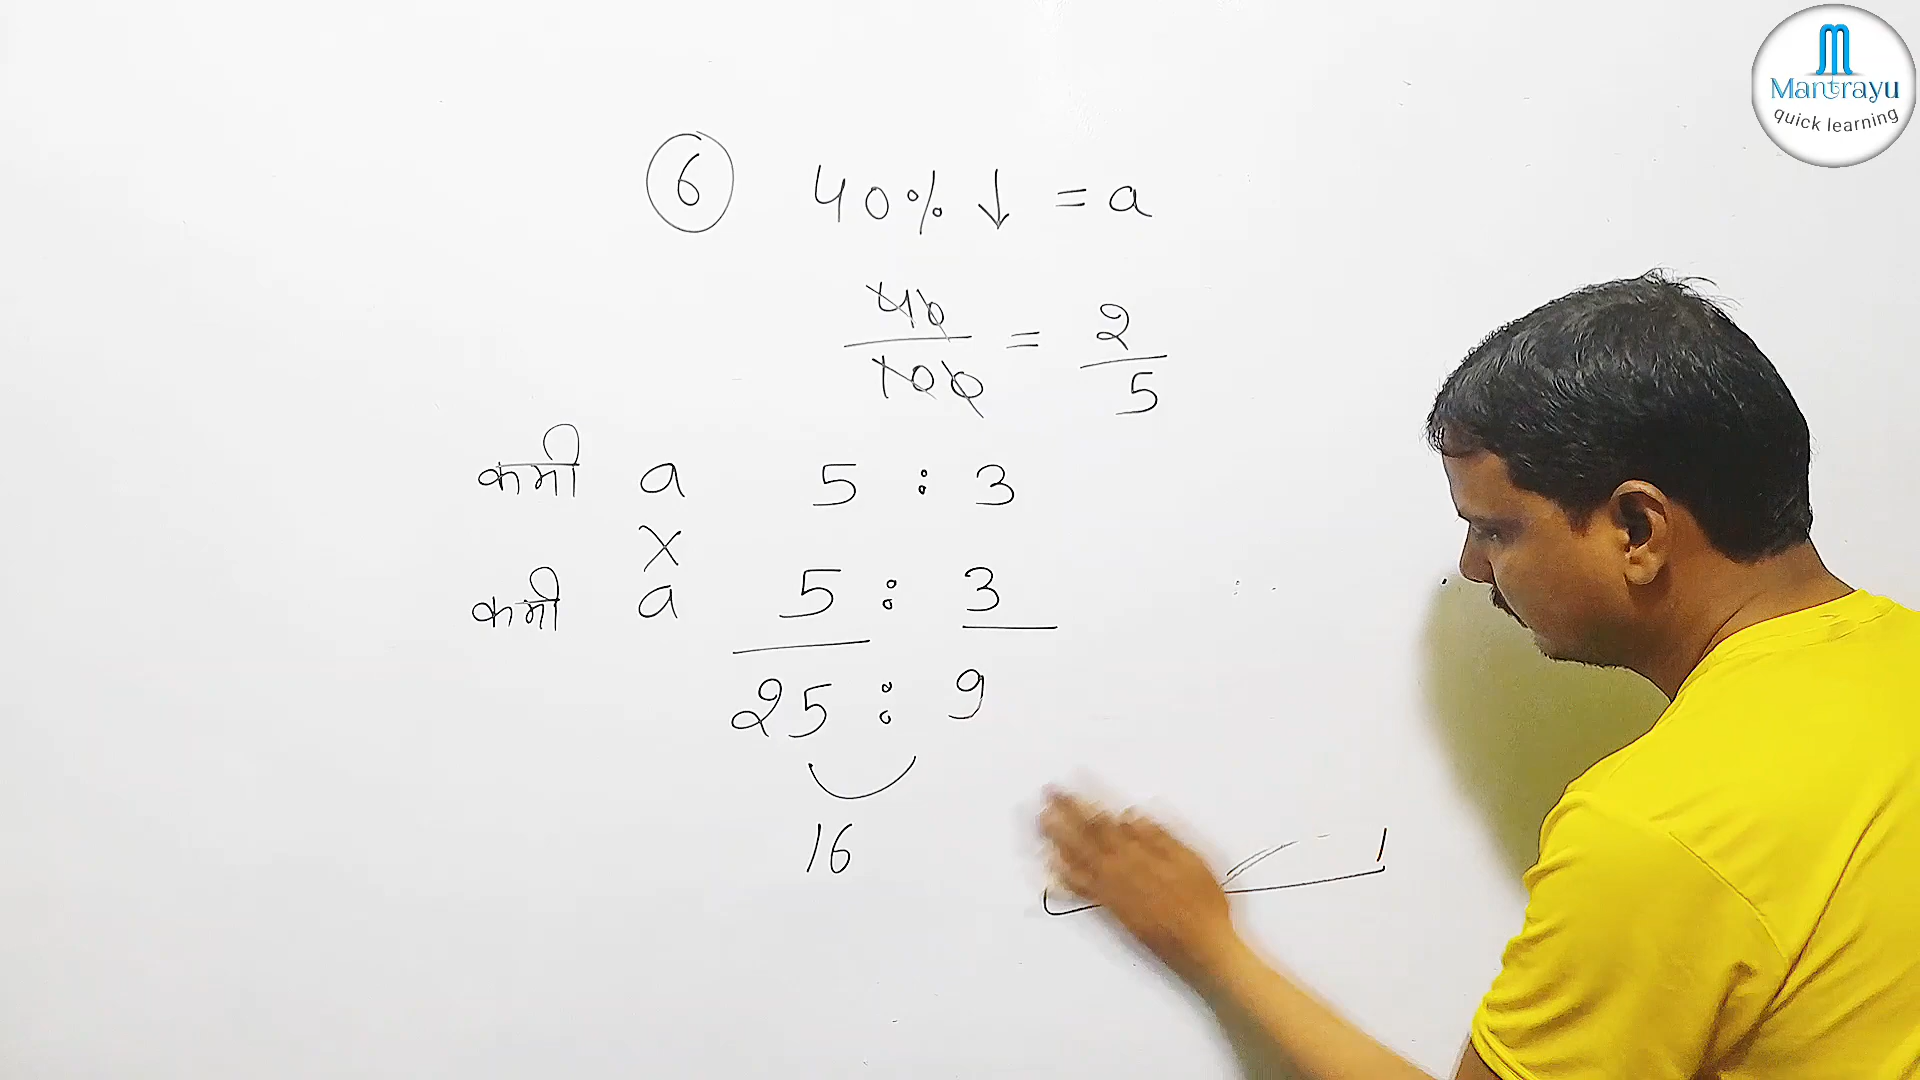 Mantrayu
quick learning
6 40% ↓ = a
40/100 = 2/5
कमी a 5 : 3
x
कमी a 5 : 3
25 : 9
16